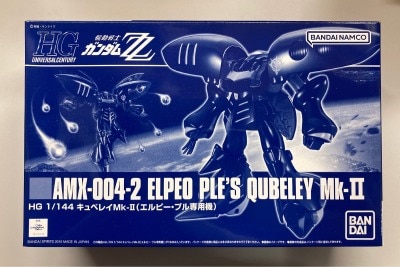 HG
UNIVERSAL CENTURY
機動戦士
ガンダムZZ
BANDAI NAMCO
AMX-004-2 ELPEO PLE'S QUBELEY Mk-II
HG 1/144 キュベレイMk-II(エルピー・プル専用機)
BAN
DAI